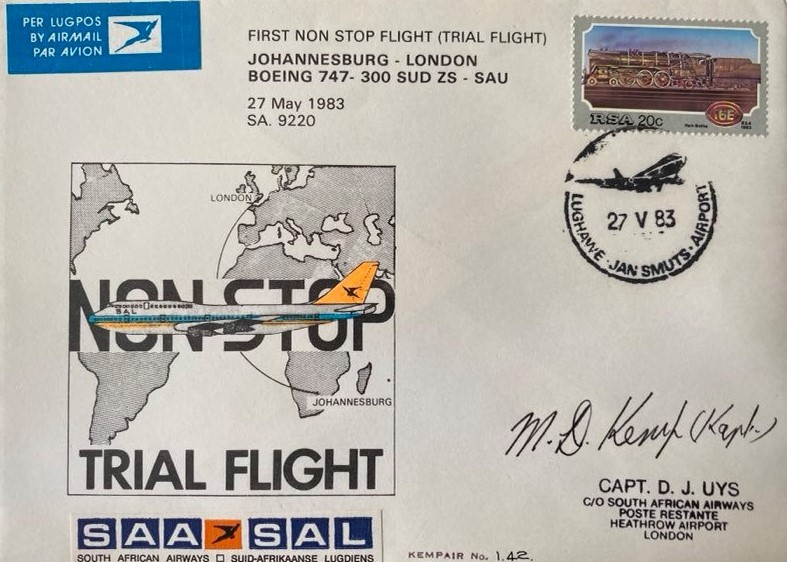 PER LUGPOS
BY AIRMAIL
PAR AVION
FIRST NON STOP FLIGHT (TRIAL FLIGHT)
JOHANNESBURG - LONDON
BOEING 747- 300 SUD ZS - SAU
27 May 1983
SA. 9220
RSA 20c
16E
RSA
1983
27 V 83
LUGHAWE · JAN SMUTS · AIRPORT
LONDON
NON STOP
SAL
JOHANNESBURG
TRIAL FLIGHT
M. D. Kemp (Kapt.)
CAPT. D. J. UYS
C/O SOUTH AFRICAN AIRWAYS
POSTE RESTANTE
HEATHROW AIRPORT
LONDON
SAA SAL
SOUTH AFRICAN AIRWAYS □ SUID-AFRIKAANSE LUGDIENS
KEMPAIR No. 1.42.